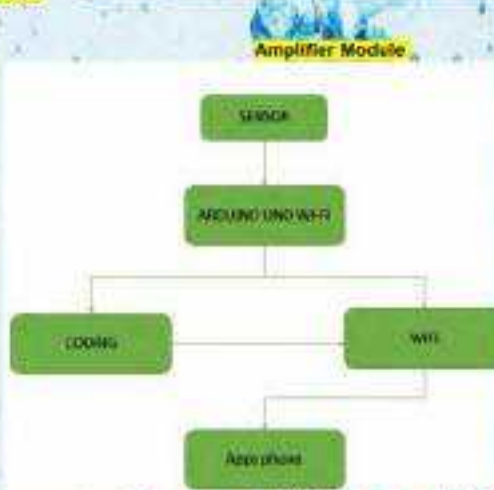 Amplifier Module
SENSOR
ARDUINO UNO WI-FI
CODING
WIFI
Apps phone